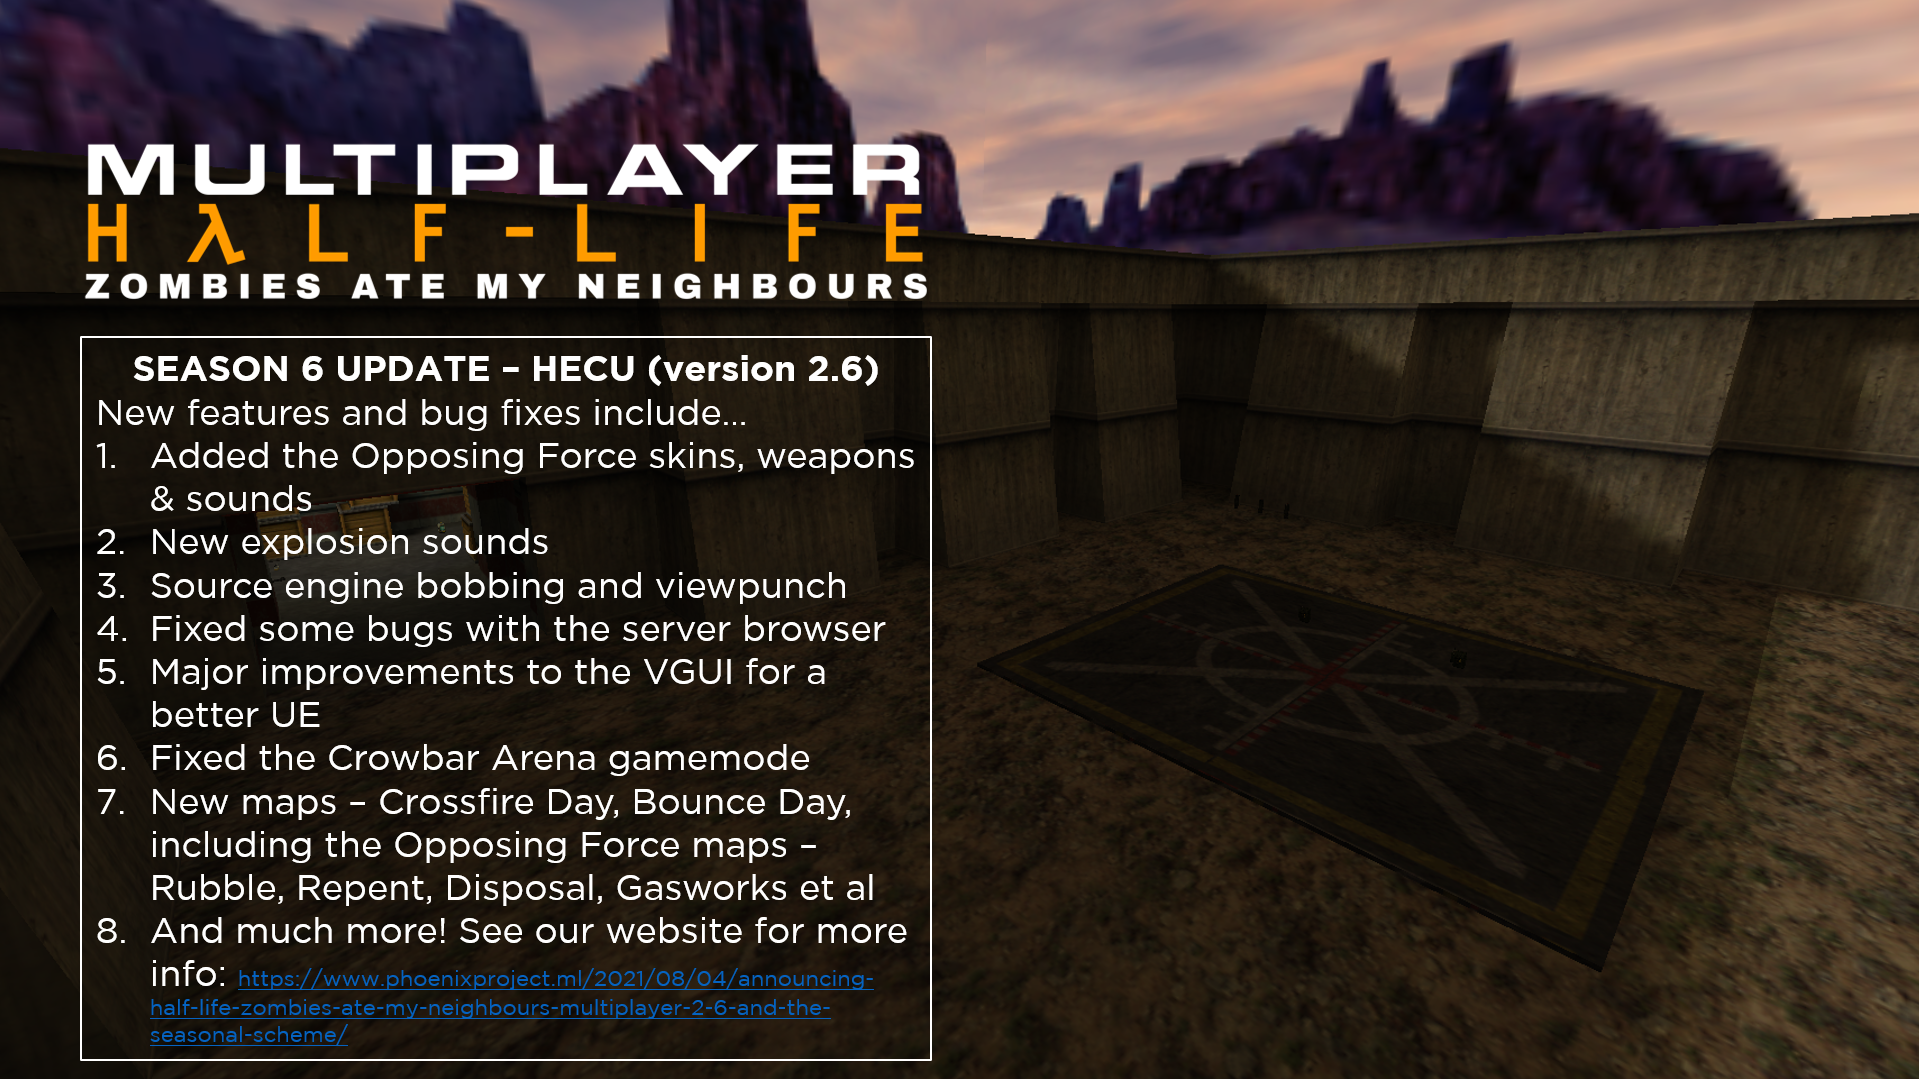 MULTIPLAYER
HλLF-LIFE
ZOMBIES ATE MY NEIGHBOURS
SEASON 6 UPDATE – HECU (version 2.6)
New features and bug fixes include...
1. Added the Opposing Force skins, weapons
& sounds
2. New explosion sounds
3. Source engine bobbing and viewpunch
4. Fixed some bugs with the server browser
5. Major improvements to the VGUI for a
better UE
6. Fixed the Crowbar Arena gamemode
7. New maps – Crossfire Day, Bounce Day,
including the Opposing Force maps –
Rubble, Repent, Disposal, Gasworks et al
8. And much more! See our website for more
info: https://www.phoenixproject.ml/2021/08/04/announcing-
half-life-zombies-ate-my-neighbours-multiplayer-2-6-and-the-
seasonal-scheme/